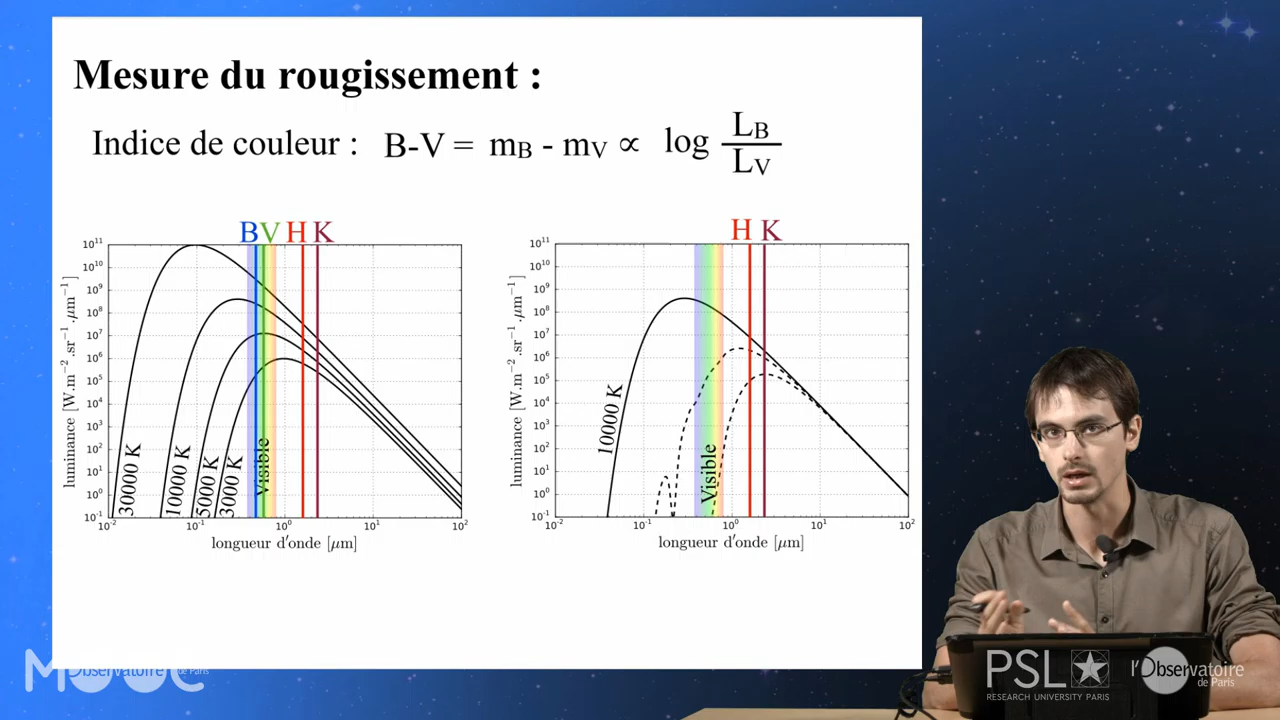 Mesure du rougissement :
Indice de couleur : B-V = mB - mV ∝ log LB / LV
B V H K
10¹¹
10¹⁰
10⁹
10⁸
10⁷
10⁶
10⁵
10⁴
10³
10²
10¹
10⁰
10⁻¹
luminance [W.m⁻².sr⁻¹.μm⁻¹]
30000 K
10000 K
5000 K
3000 K
Visible
10⁻² 10⁻¹ 10⁰ 10¹ 10²
longueur d'onde [μm]
H K
10¹¹
10¹⁰
10⁹
10⁸
10⁷
10⁶
10⁵
10⁴
10³
10²
10¹
10⁰
10⁻¹
luminance [W.m⁻².sr⁻¹.μm⁻¹]
10000 K
Visible
10⁻² 10⁻¹ 10⁰ 10¹ 10²
longueur d'onde [μm]
MOOC
l'Observatoire de Paris
PSL
RESEARCH UNIVERSITY PARIS
l'Observatoire
de Paris